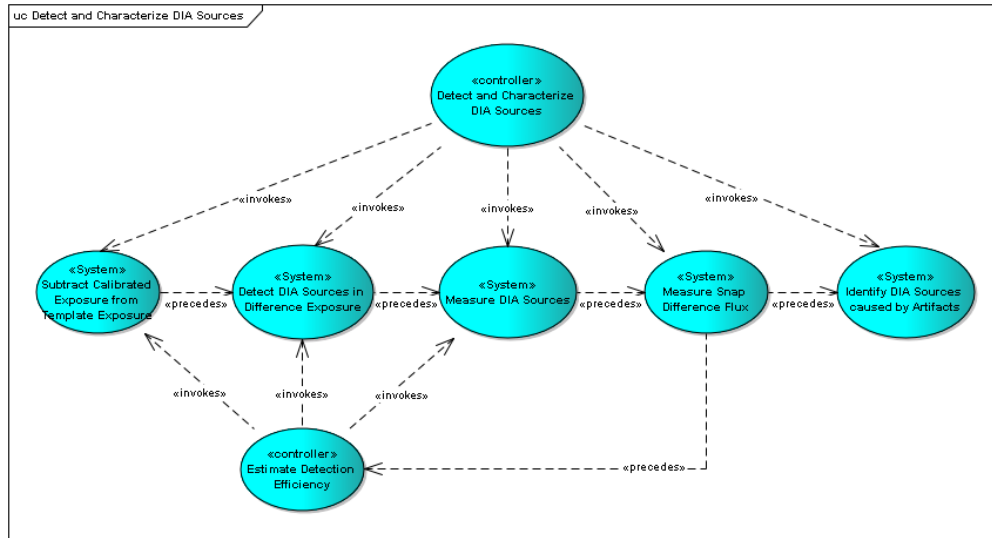 uc Detect and Characterize DIA Sources
«controller»
Detect and Characterize
DIA Sources
«invokes»
«invokes»
«invokes»
«invokes»
«invokes»
«System»
Subtract Calibrated
Exposure from
Template Exposure
«precedes»
«System»
Detect DIA Sources in
Difference Exposure
«precedes»
«System»
Measure DIA Sources
«precedes»
«System»
Measure Snap
Difference Flux
«precedes»
«System»
Identify DIA Sources
caused by Artifacts
«invokes»
«invokes»
«invokes»
«controller»
Estimate Detection
Efficiency
«precedes»